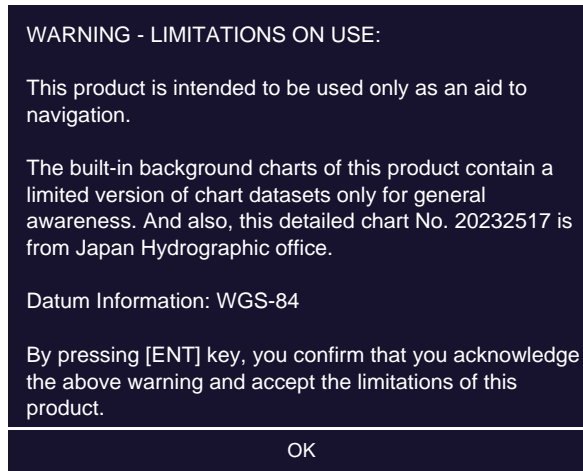 WARNING - LIMITATIONS ON USE:
This product is intended to be used only as an aid to
navigation.
The built-in background charts of this product contain a
limited version of chart datasets only for general
awareness. And also, this detailed chart No. 20232517 is
from Japan Hydrographic office.
Datum Information: WGS-84
By pressing [ENT] key, you confirm that you acknowledge
the above warning and accept the limitations of this
product.
OK